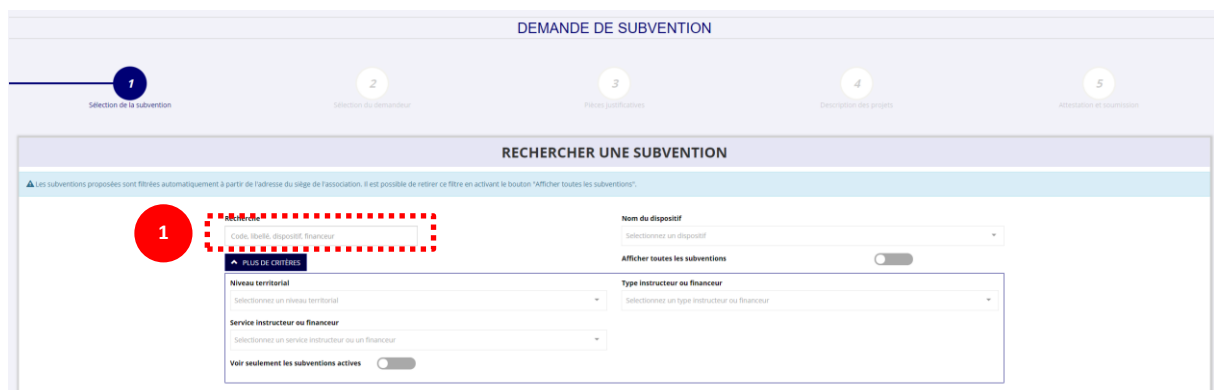 DEMANDE DE SUBVENTION
1 2 3 4 5
Sélection de la subvention Sélection du demandeur Pièces justificatives Description des projets Attestation et soumission
RECHERCHER UNE SUBVENTION
Les subventions proposées sont filtrées automatiquement à partir de l'adresse du siège de l'association. Il est possible de retirer ce filtre en activant le bouton "Afficher toutes les subventions".
1
Recherche Nom du dispositif
Code, libellé, dispositif, financeur Selectionnez un dispositif
PLUS DE CRITÈRES Afficher toutes les subventions
Niveau territorial Type instructeur ou financeur
Selectionnez un niveau territorial Selectionnez un type instructeur ou financeur
Service instructeur ou financeur
Selectionnez un service instructeur ou un financeur
Voir seulement les subventions actives